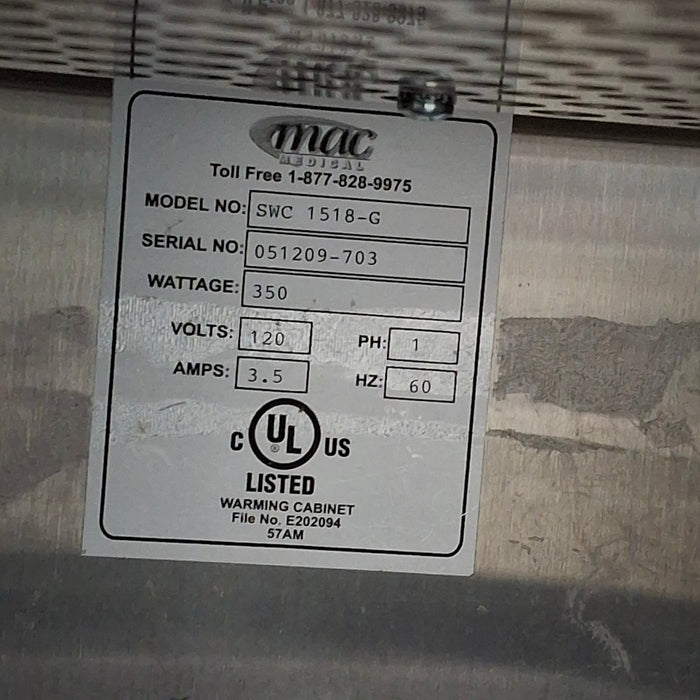 mac
MEDICAL
Toll Free 1-877-828-9975
MODEL NO: SWC 1518-G
SERIAL NO: 051209-703
WATTAGE: 350
VOLTS: 120 PH: 1
AMPS: 3.5 HZ: 60
C UL ® US
LISTED
WARMING CABINET
File No. E202094
57AM